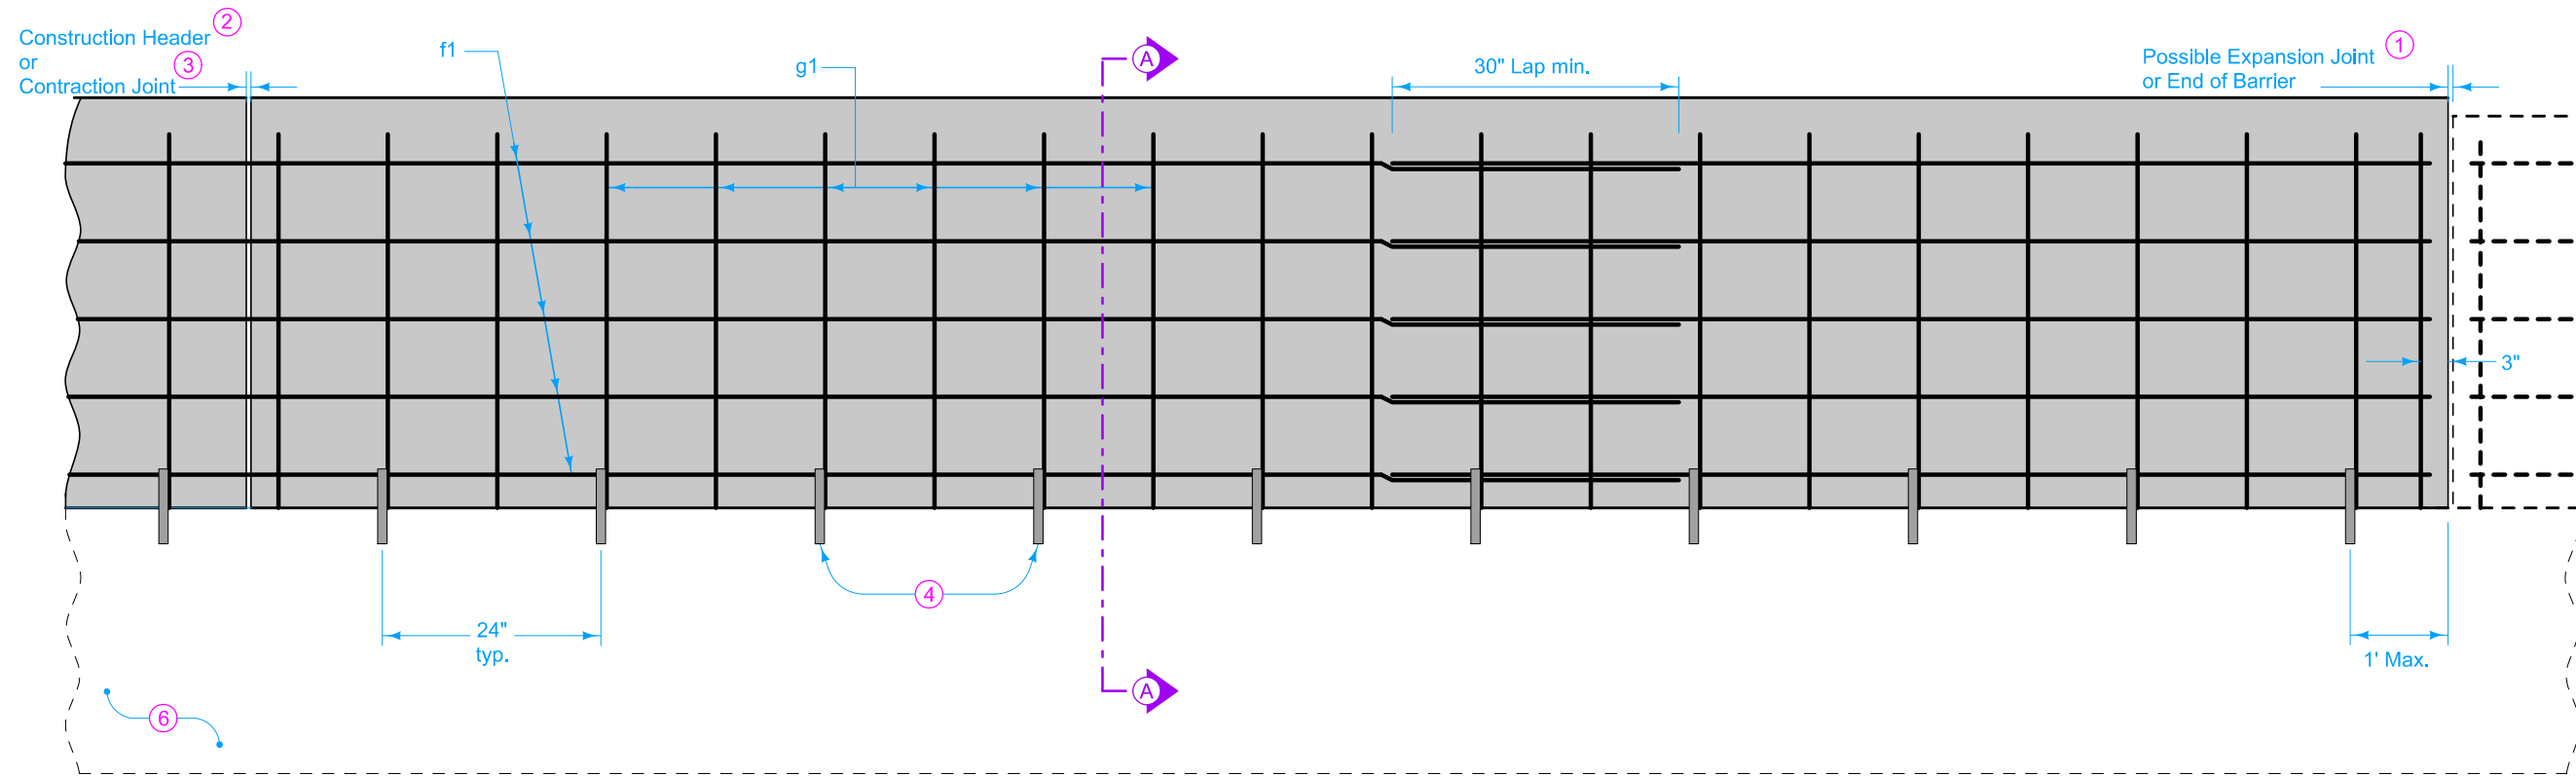 Construction Header 2
or 3
Contraction Joint
f1
g1
A
30" Lap min.
Possible Expansion Joint 1
or End of Barrier
3"
4
24"
typ.
A
1' Max.
6